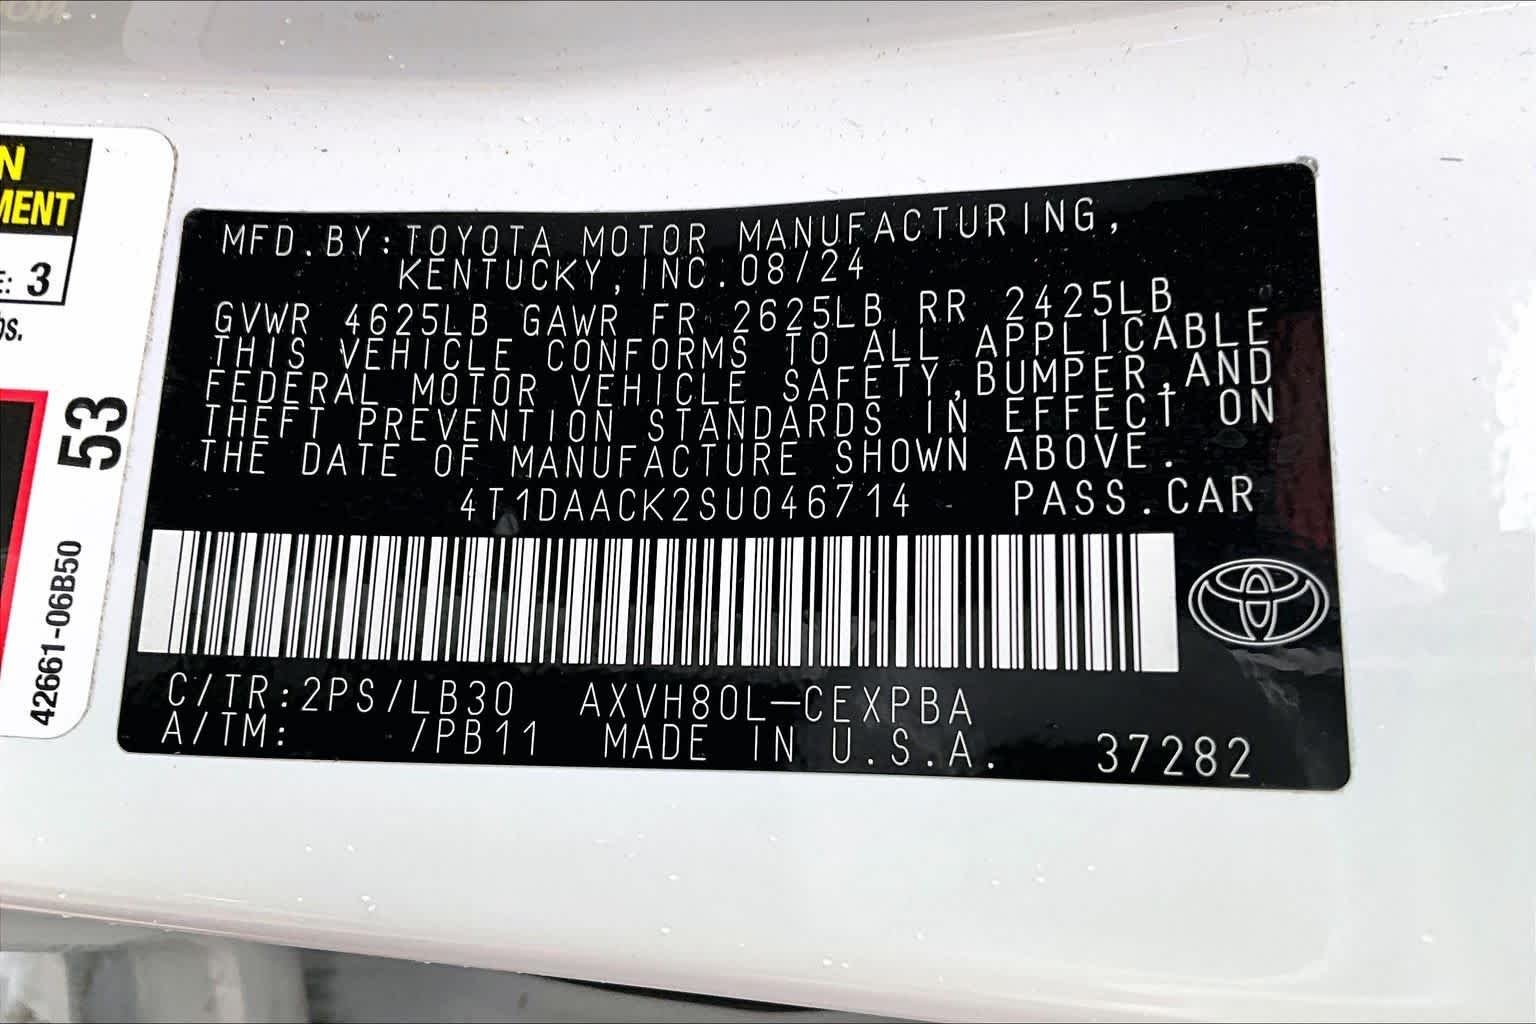 N
MENT
E: 3
bs.
53
42661-06B50
MFD.BY:TOYOTA MOTOR MANUFACTURING,
KENTUCKY,INC.08/24
GVWR 4625LB GAWR FR 2625LB RR 2425LB
THIS VEHICLE CONFORMS TO ALL APPLICABLE
FEDERAL MOTOR VEHICLE SAFETY,BUMPER,AND
THEFT PREVENTION STANDARDS IN EFFECT ON
THE DATE OF MANUFACTURE SHOWN ABOVE.
4T1DAACK2SU046714 PASS.CAR
C/TR:2PS/LB30 AXVH80L-CEXPBA
A/TM: /PB11 MADE IN U.S.A. 37282